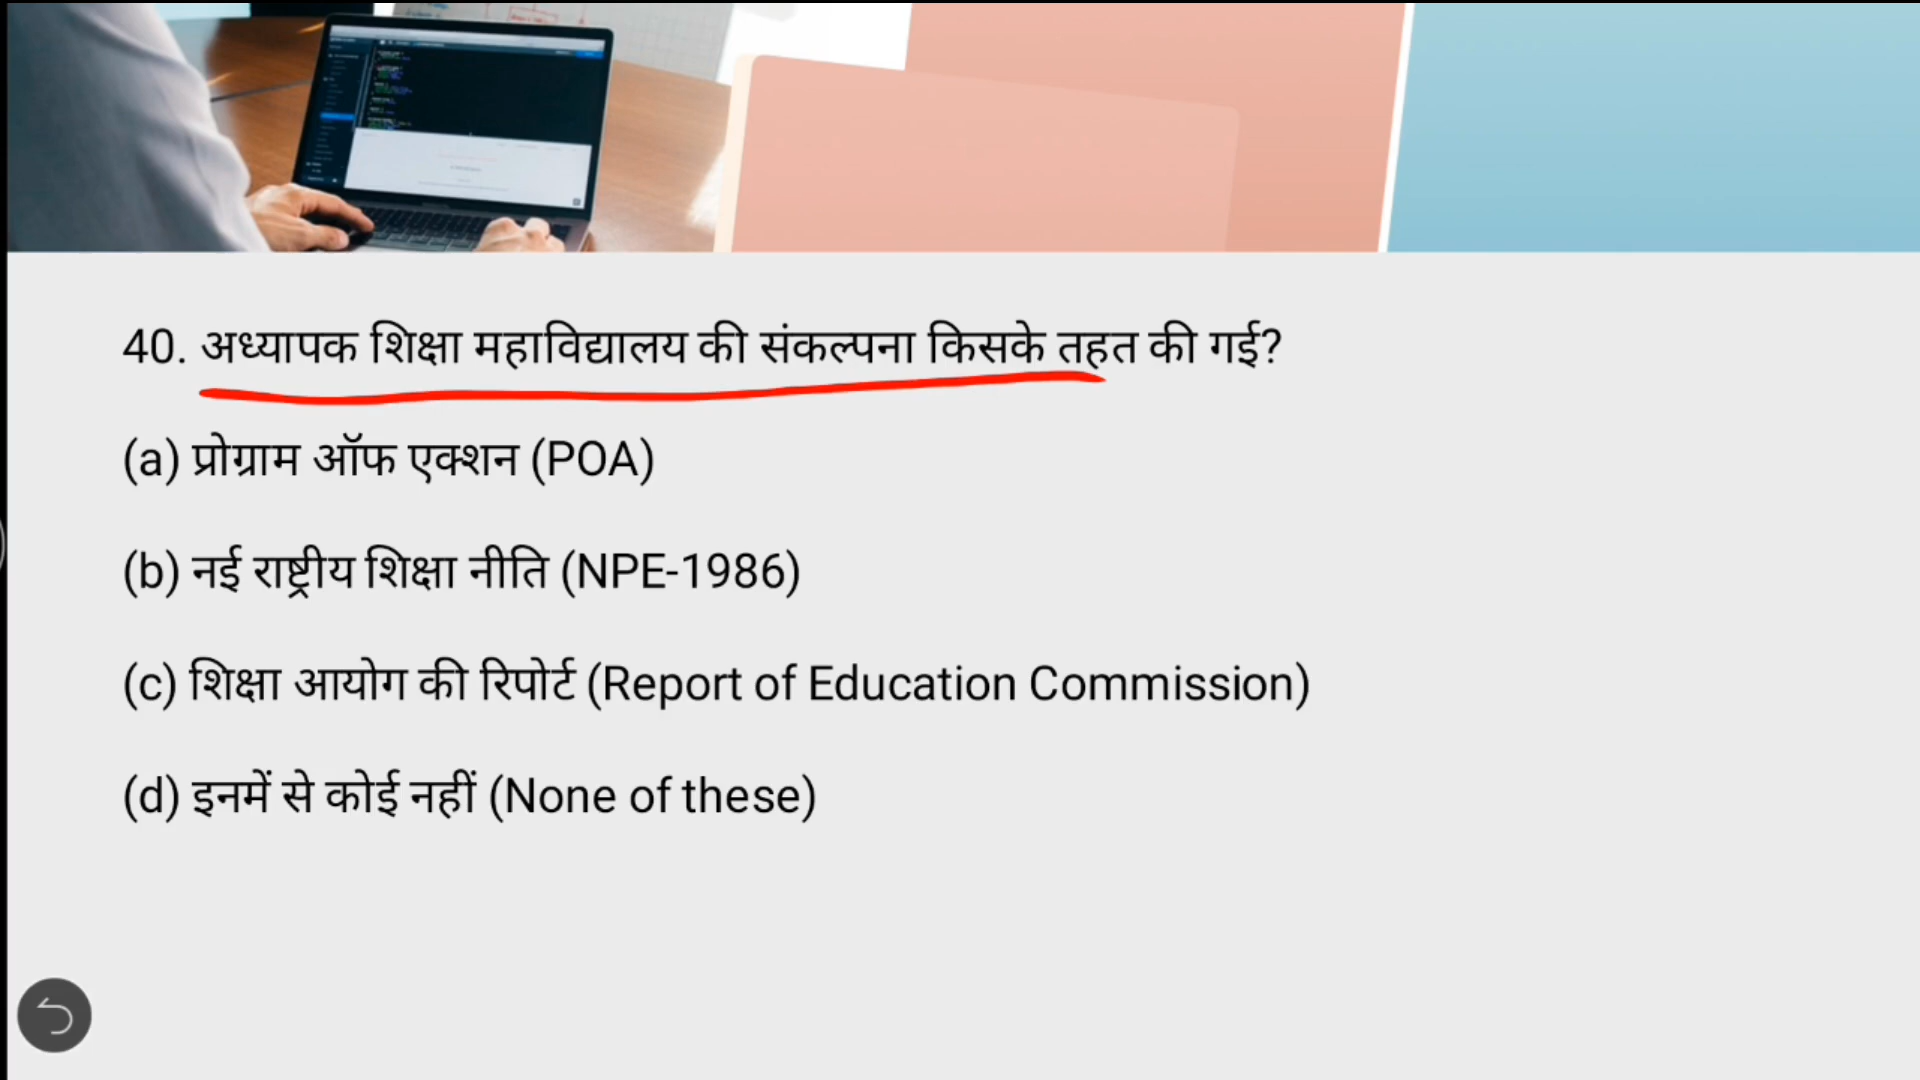 40. अध्यापक शिक्षा महाविद्यालय की संकल्पना किसके तहत की गई?
(a) प्रोग्राम ऑफ एक्शन (POA)
(b) नई राष्ट्रीय शिक्षा नीति (NPE-1986)
(c) शिक्षा आयोग की रिपोर्ट (Report of Education Commission)
(d) इनमें से कोई नहीं (None of these)